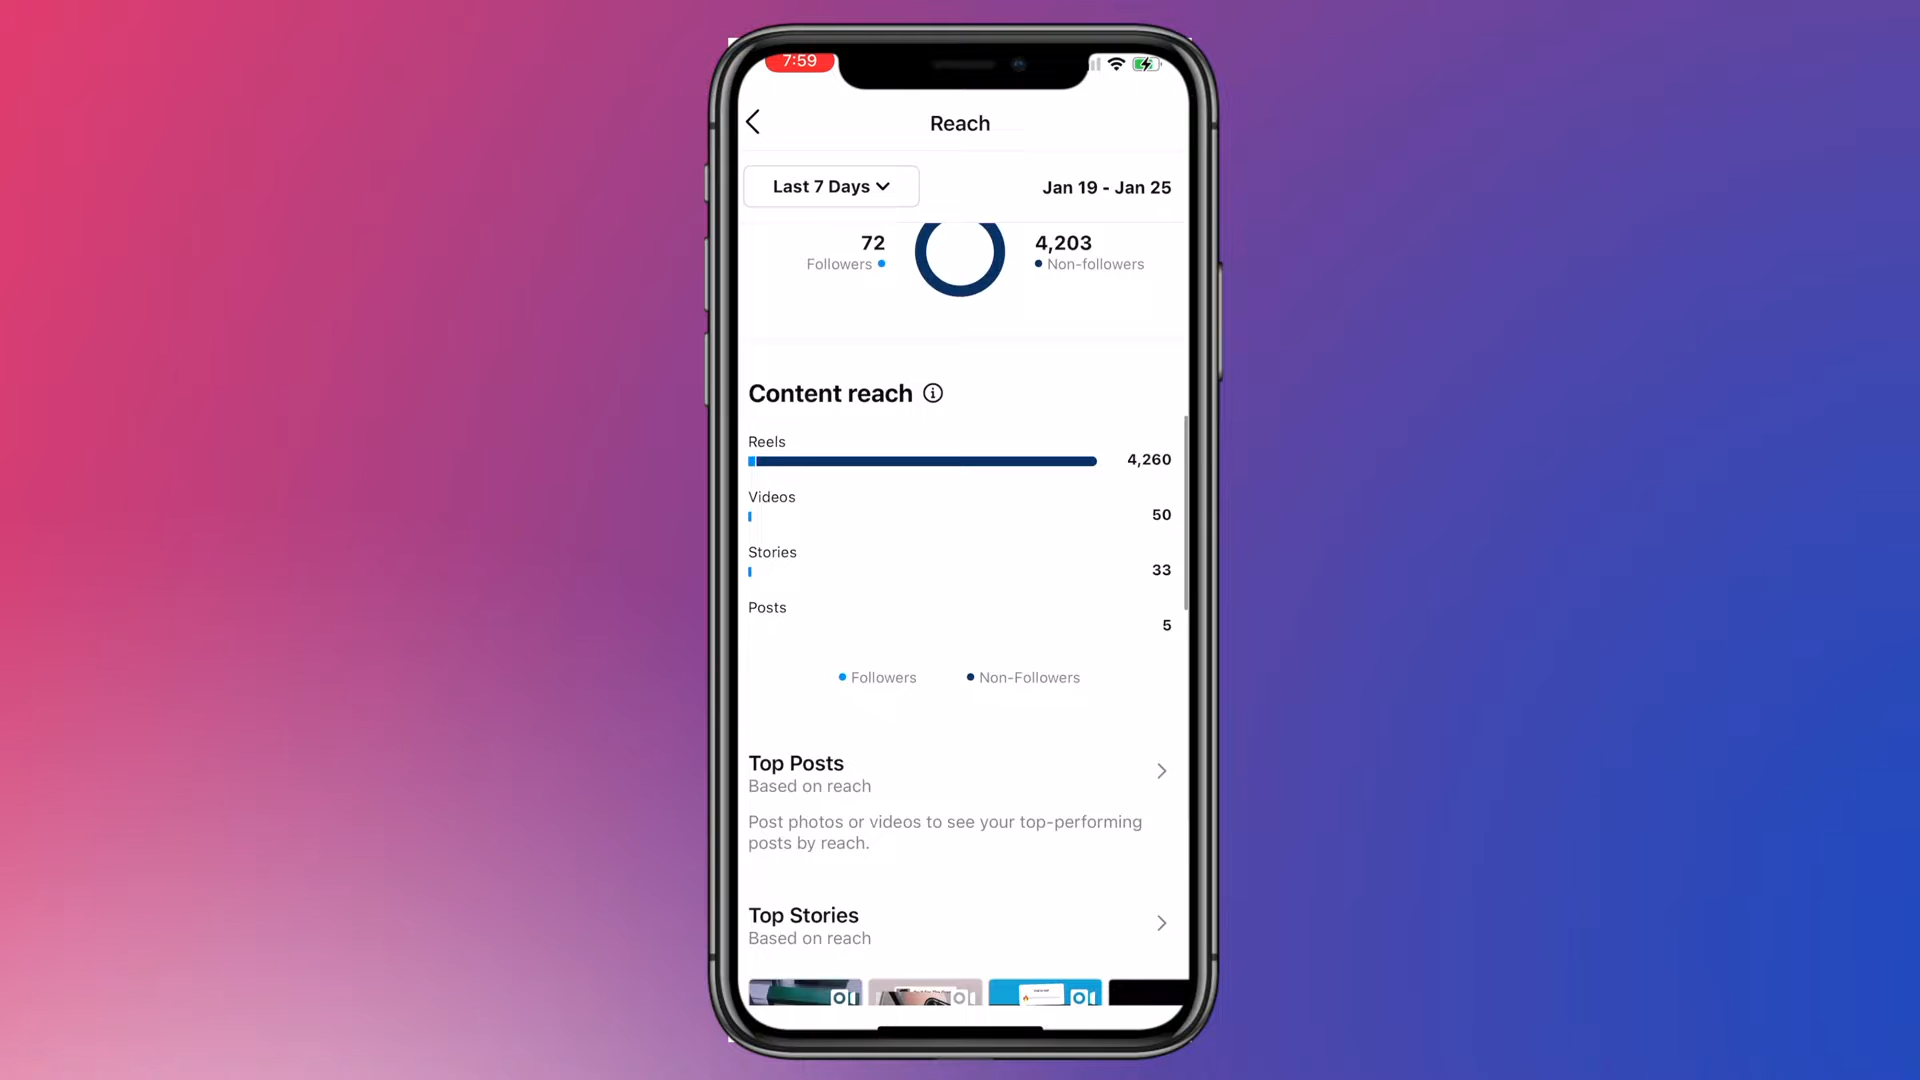 7:59
Reach
Last 7 Days
Jan 19 - Jan 25
72
4,203
Followers
Non-followers
Content reach
Reels
4,260
Videos
50
Stories
33
Posts
5
Followers
Non-Followers
Top Posts
Based on reach
Post photos or videos to see your top-performing
posts by reach.
Top Stories
Based on reach